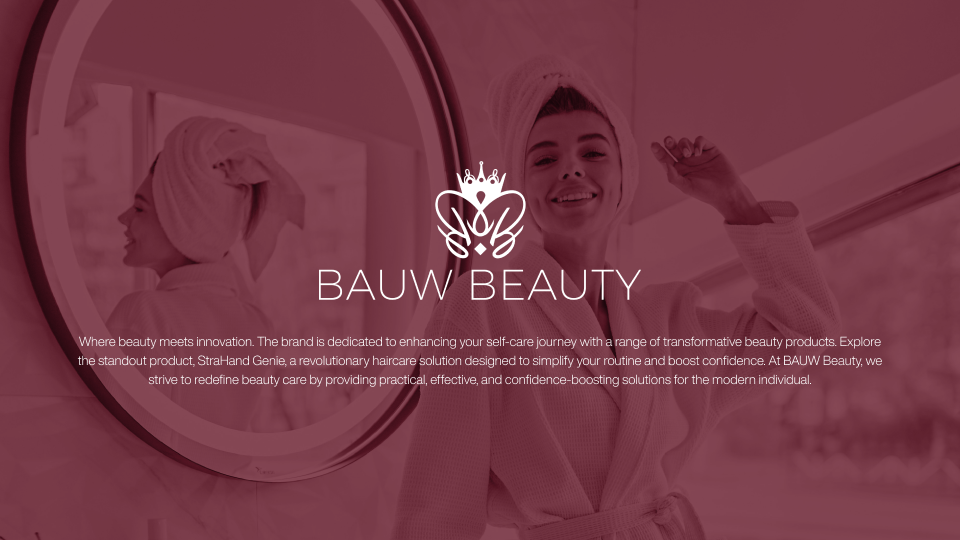 BAUW BEAUTY
Where beauty meets innovation. The brand is dedicated to enhancing your self-care journey with a range of transformative beauty products. Explore
the standout product, StraHand Genie, a revolutionary haircare solution designed to simplify your routine and boost confidence. At BAUW Beauty, we
strive to redefine beauty care by providing practical, effective, and confidence-boosting solutions for the modern individual.